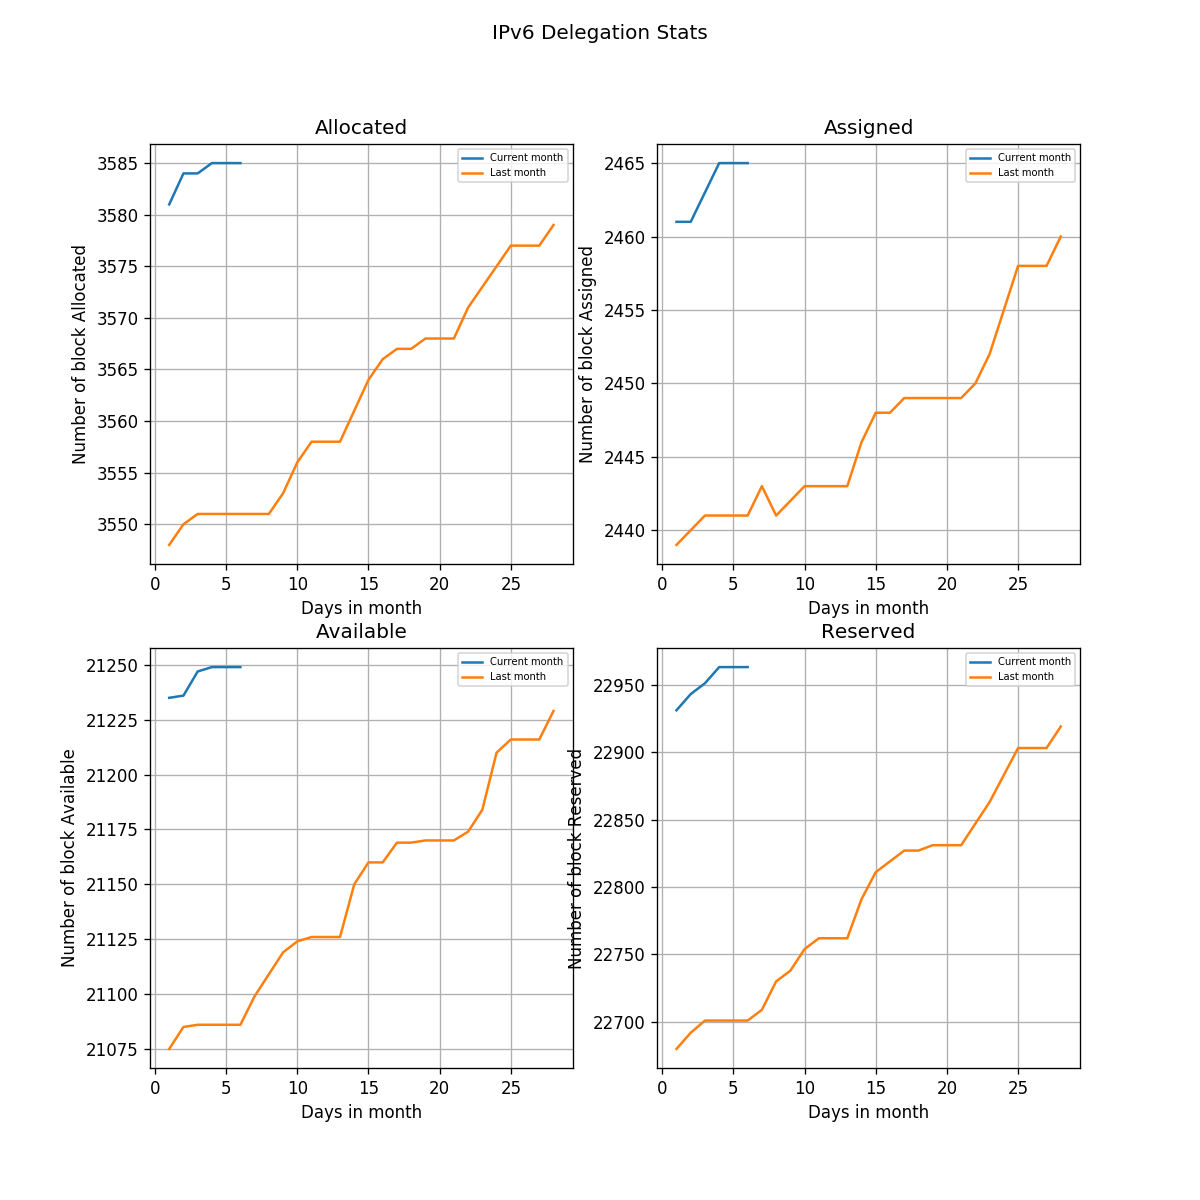 IPv6 Delegation Stats
Allocated
Number of block Allocated
3585
3580
3575
3570
3565
3560
3555
3550
0 5 10 15 20 25
Days in month
Current month
Last month
Assigned
Number of block Assigned
2465
2460
2455
2450
2445
2440
0 5 10 15 20 25
Days in month
Current month
Last month
Available
Number of block Available
21250
21225
21200
21175
21150
21125
21100
21075
0 5 10 15 20 25
Days in month
Current month
Last month
Reserved
Number of block Reserved
22950
22900
22850
22800
22750
22700
0 5 10 15 20 25
Days in month
Current month
Last month